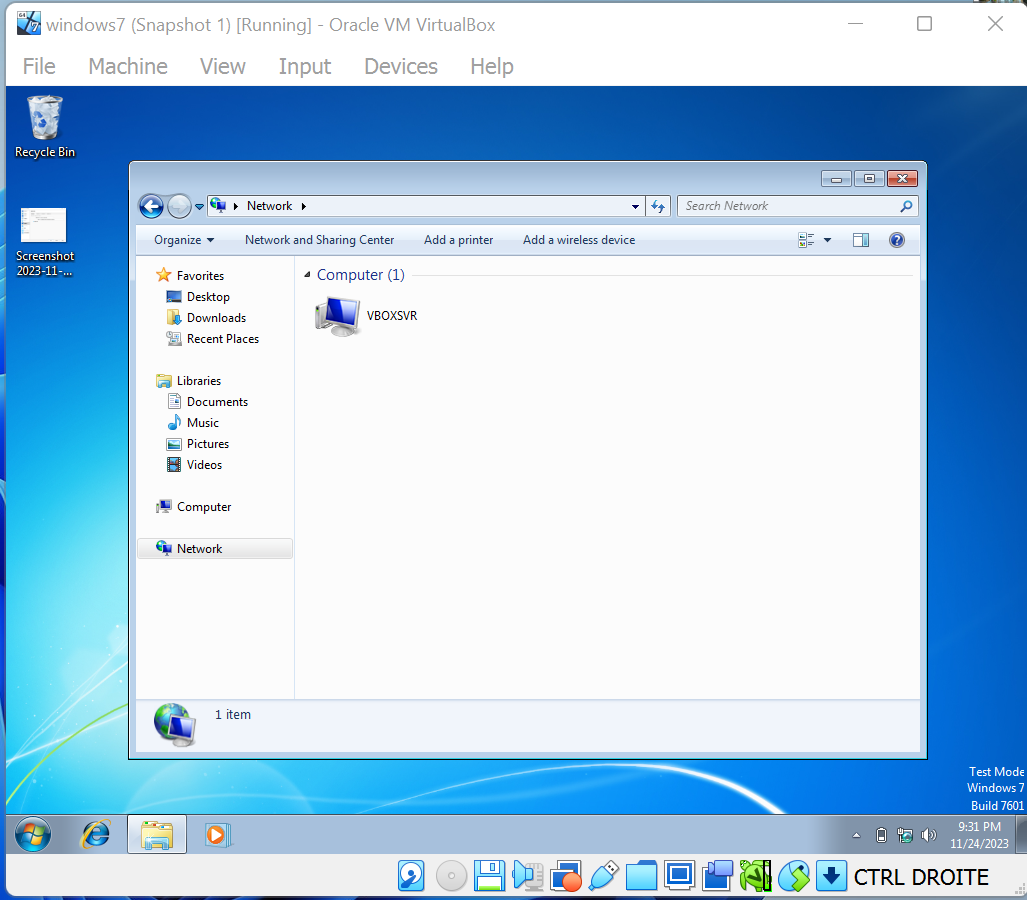 windows7 (Snapshot 1) [Running] - Oracle VM VirtualBox
File Machine View Input Devices Help
Recycle Bin
Screenshot
2023-11-...
Network
Search Network
Organize Network and Sharing Center Add a printer Add a wireless device
Favorites
Desktop
Downloads
Recent Places
Libraries
Documents
Music
Pictures
Videos
Computer
Network
Computer (1)
VBOXSVR
1 item
Test Mode
Windows 7
Build 7601
9:31 PM
11/24/2023
CTRL DROITE